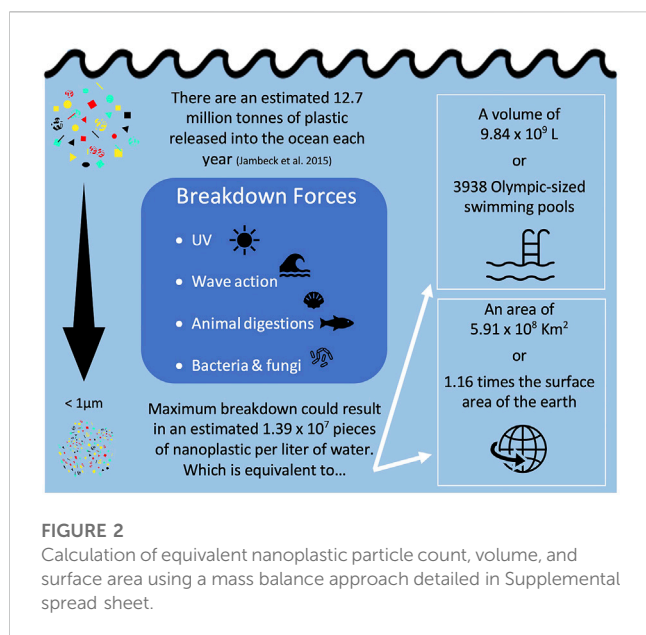 There are an estimated 12.7
million tonnes of plastic
released into the ocean each
year (Jambeck et al. 2015)
Breakdown Forces
• UV
• Wave action
• Animal digestions
• Bacteria & fungi
< 1µm
Maximum breakdown could result
in an estimated 1.39 x 10⁷ pieces
of nanoplastic per liter of water.
Which is equivalent to...
A volume of
9.84 x 10⁹ L
or
3938 Olympic-sized
swimming pools
An area of
5.91 x 10⁸ Km²
or
1.16 times the surface
area of the earth
FIGURE 2
Calculation of equivalent nanoplastic particle count, volume, and
surface area using a mass balance approach detailed in Supplemental
spread sheet.